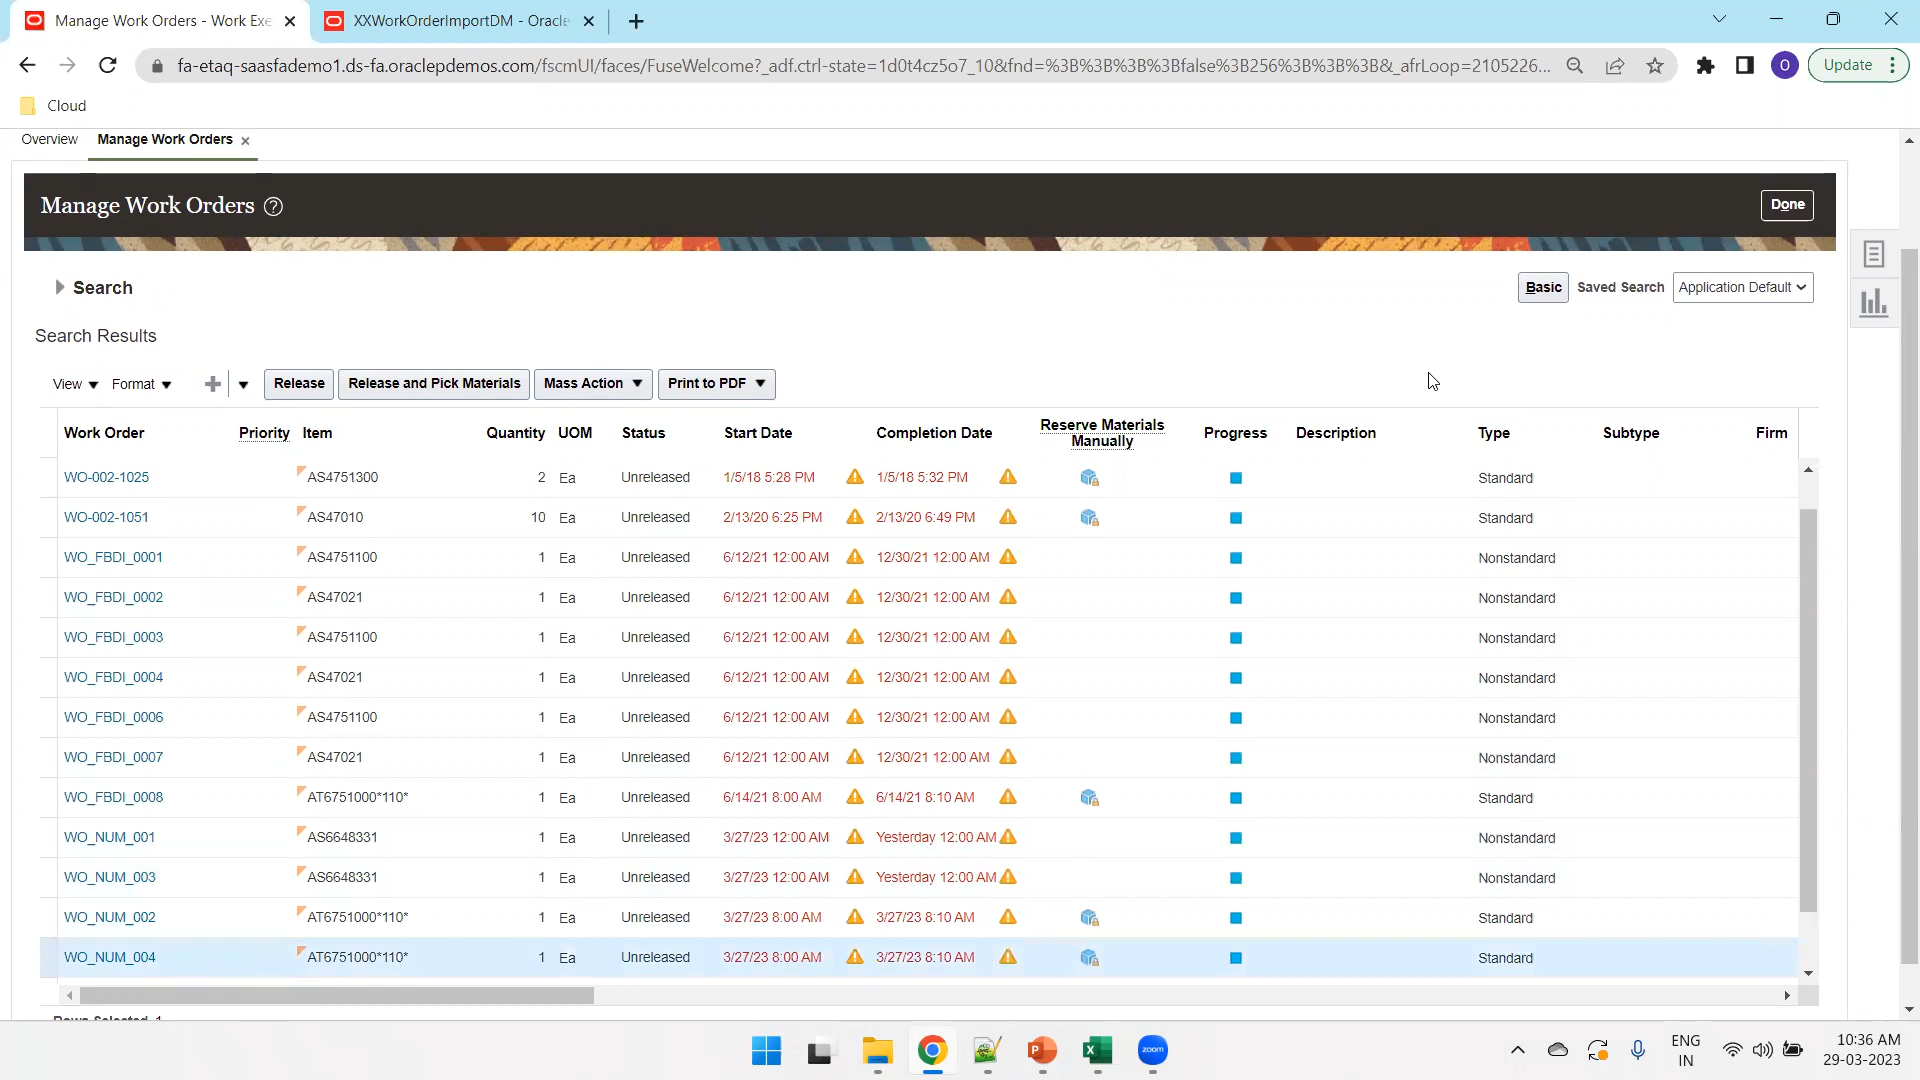 Manage Work Orders - Work Exe
XXWorkOrderImportDM - Oracle
fa-etaq-saasfademo1.ds-fa.oraclepdemos.com/fscmUI/faces/FuseWelcome?_adf.ctrl-state=1d0t4cz5o7_10&fnd=%3B%3B%3B%3Bfalse%3B256%3B%3B%3B&_afrLoop=2105226...
O
Update
Cloud
Overview Manage Work Orders
Manage Work Orders
Done
Search
Basic Saved Search Application Default
Search Results
View Format Release Release and Pick Materials Mass Action Print to PDF
Work Order Priority Item Quantity UOM Status Start Date Completion Date Reserve Materials Manually Progress Description Type Subtype Firm
WO-002-1025 AS4751300 2 Ea Unreleased 1/5/18 5:28 PM 1/5/18 5:32 PM Standard
WO-002-1051 AS47010 10 Ea Unreleased 2/13/20 6:25 PM 2/13/20 6:49 PM Standard
WO_FBDI_0001 AS4751100 1 Ea Unreleased 6/12/21 12:00 AM 12/30/21 12:00 AM Nonstandard
WO_FBDI_0002 AS47021 1 Ea Unreleased 6/12/21 12:00 AM 12/30/21 12:00 AM Nonstandard
WO_FBDI_0003 AS4751100 1 Ea Unreleased 6/12/21 12:00 AM 12/30/21 12:00 AM Nonstandard
WO_FBDI_0004 AS47021 1 Ea Unreleased 6/12/21 12:00 AM 12/30/21 12:00 AM Nonstandard
WO_FBDI_0006 AS4751100 1 Ea Unreleased 6/12/21 12:00 AM 12/30/21 12:00 AM Nonstandard
WO_FBDI_0007 AS47021 1 Ea Unreleased 6/12/21 12:00 AM 12/30/21 12:00 AM Nonstandard
WO_FBDI_0008 AT6751000*110* 1 Ea Unreleased 6/14/21 8:00 AM 6/14/21 8:10 AM Standard
WO_NUM_001 AS6648331 1 Ea Unreleased 3/27/23 12:00 AM Yesterday 12:00 AM Nonstandard
WO_NUM_003 AS6648331 1 Ea Unreleased 3/27/23 12:00 AM Yesterday 12:00 AM Nonstandard
WO_NUM_002 AT6751000*110* 1 Ea Unreleased 3/27/23 8:00 AM 3/27/23 8:10 AM Standard
WO_NUM_004 AT6751000*110* 1 Ea Unreleased 3/27/23 8:00 AM 3/27/23 8:10 AM Standard
Rows Selected 1
zoom
ENG
IN
10:36 AM
29-03-2023